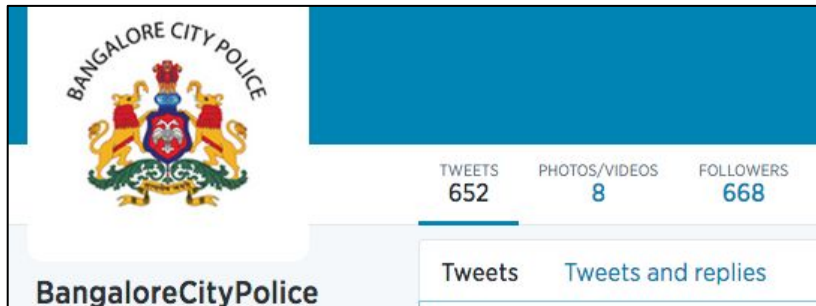 BANGALORE CITY POLICE
TWEETS PHOTOS/VIDEOS FOLLOWERS
652 8 668
Tweets Tweets and replies
BangaloreCityPolice